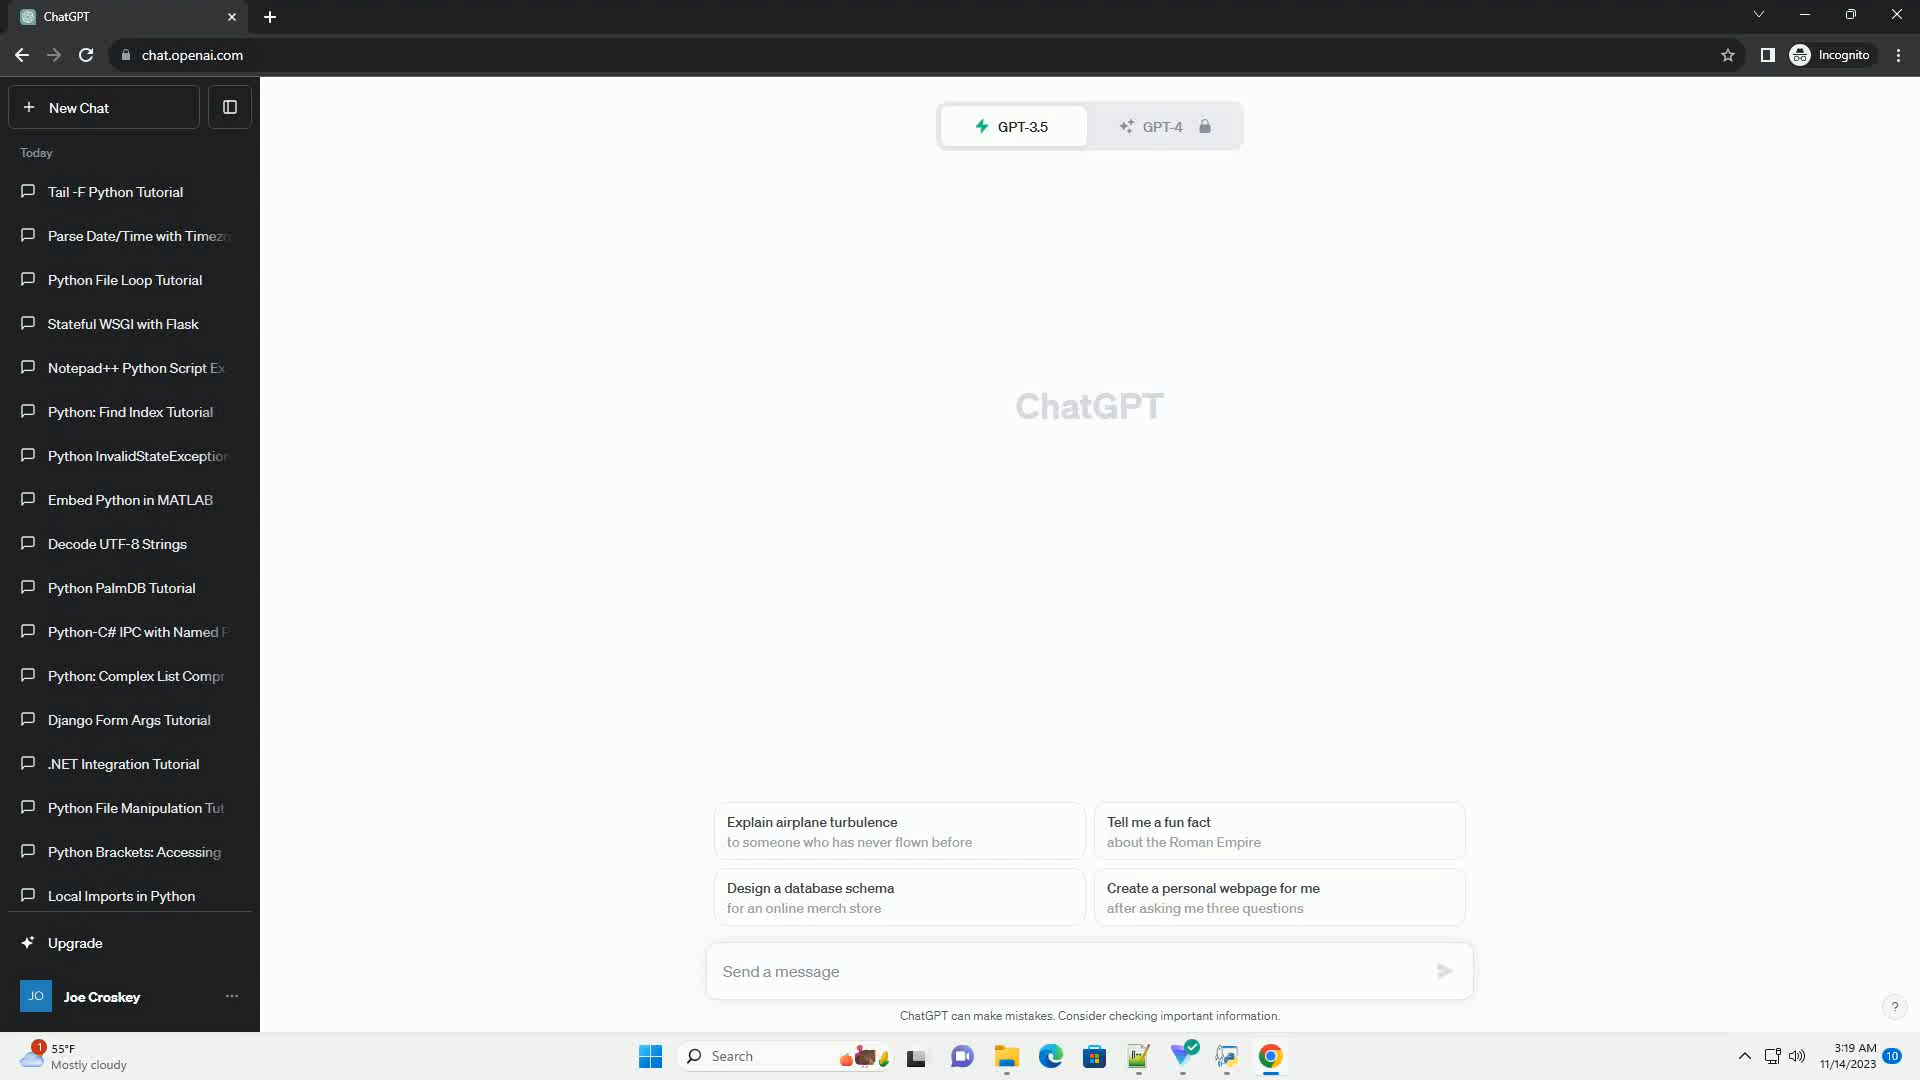 ChatGPT
chat.openai.com
Incognito
New Chat
GPT-3.5
GPT-4
Today
Tail -F Python Tutorial
Parse Date/Time with Timezo
Python File Loop Tutorial
Stateful WSGI with Flask
Notepad++ Python Script Ex
Python: Find Index Tutorial
Python InvalidStateException
Embed Python in MATLAB
Decode UTF-8 Strings
Python PalmDB Tutorial
Python-C# IPC with Named P
Python: Complex List Compr
Django Form Args Tutorial
.NET Integration Tutorial
Python File Manipulation Tut
Python Brackets: Accessing
Local Imports in Python
Upgrade
JO
Joe Croskey
ChatGPT
Explain airplane turbulence
to someone who has never flown before
Tell me a fun fact
about the Roman Empire
Design a database schema
for an online merch store
Create a personal webpage for me
after asking me three questions
Send a message
ChatGPT can make mistakes. Consider checking important information.
?
1
55°F
Mostly cloudy
Search
3:19 AM
11/14/2023
10